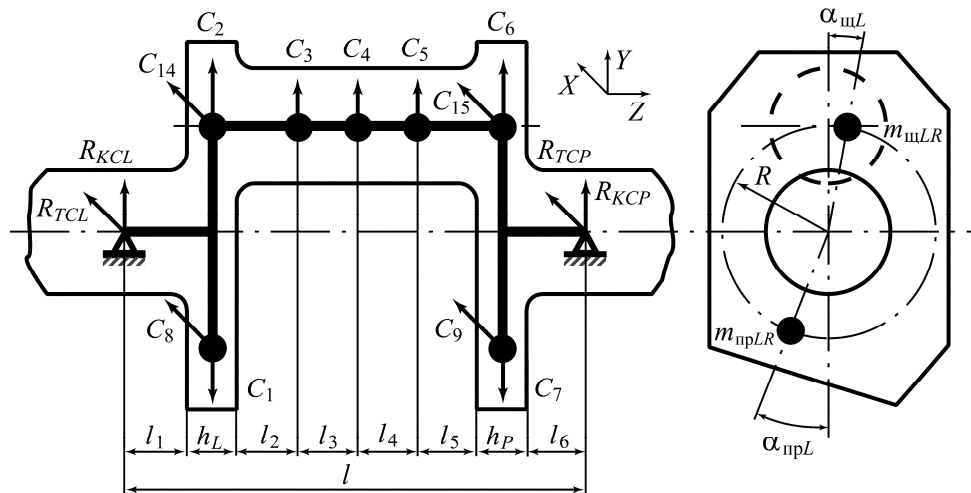 C2
C6
αщL
C3
C4
C5
C14
C15
Y
X
Z
mщLR
RKCL
RTCP
R
RTCL
RKCP
C8
C9
mпрLR
C1
C7
l1
hL
l2
l3
l4
l5
hP
l6
αпрL
l